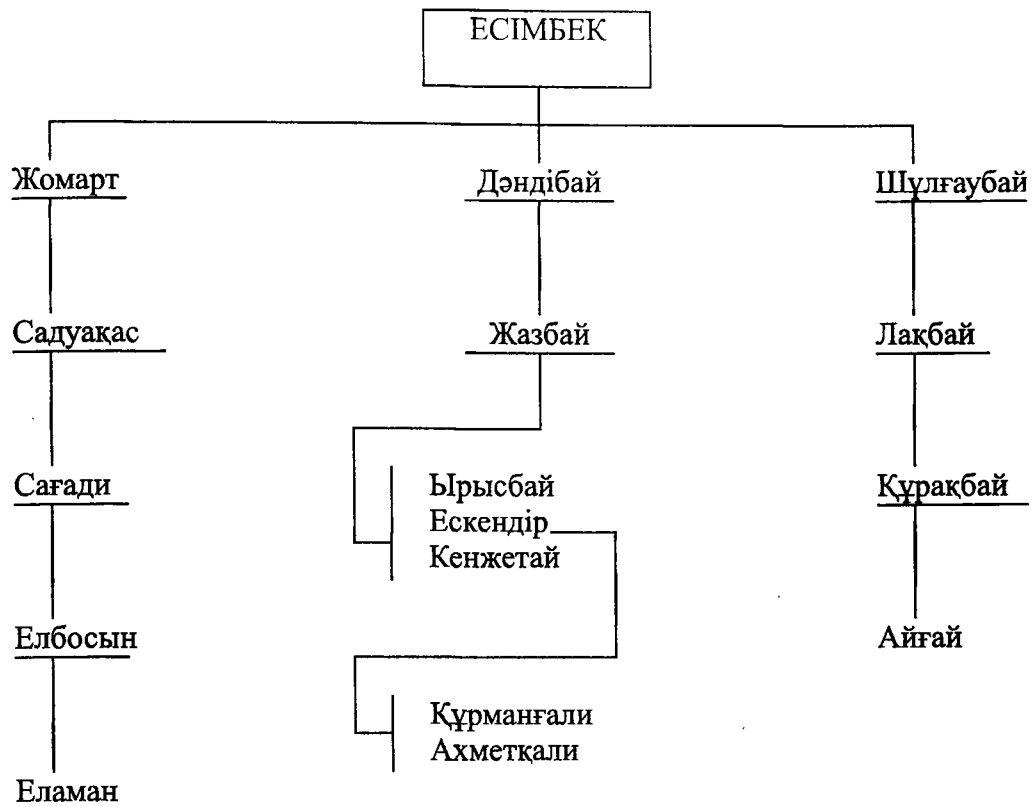 ЕСІМБЕК
Жомарт
Дәндібай
Шұлғаубай
Садуақас
Жазбай
Лақбай
Сағади
Ырысбай
Ескендір
Кенжетай
Құрақбай
Елбосын
Айғай
Құрманғали
Ахметқали
Еламан